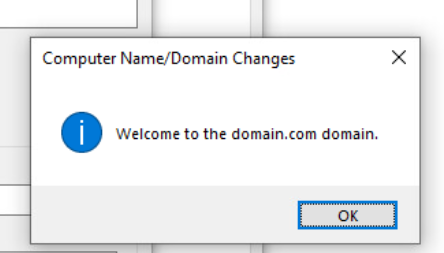 Computer Name/Domain Changes
Welcome to the domain.com domain.
OK